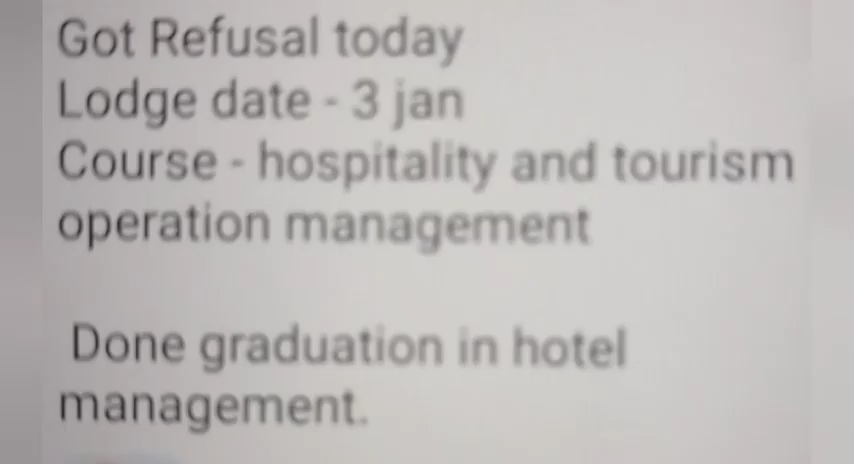 Got Refusal today
Lodge date - 3 jan
Course - hospitality and tourism
operation management
Done graduation in hotel
management.